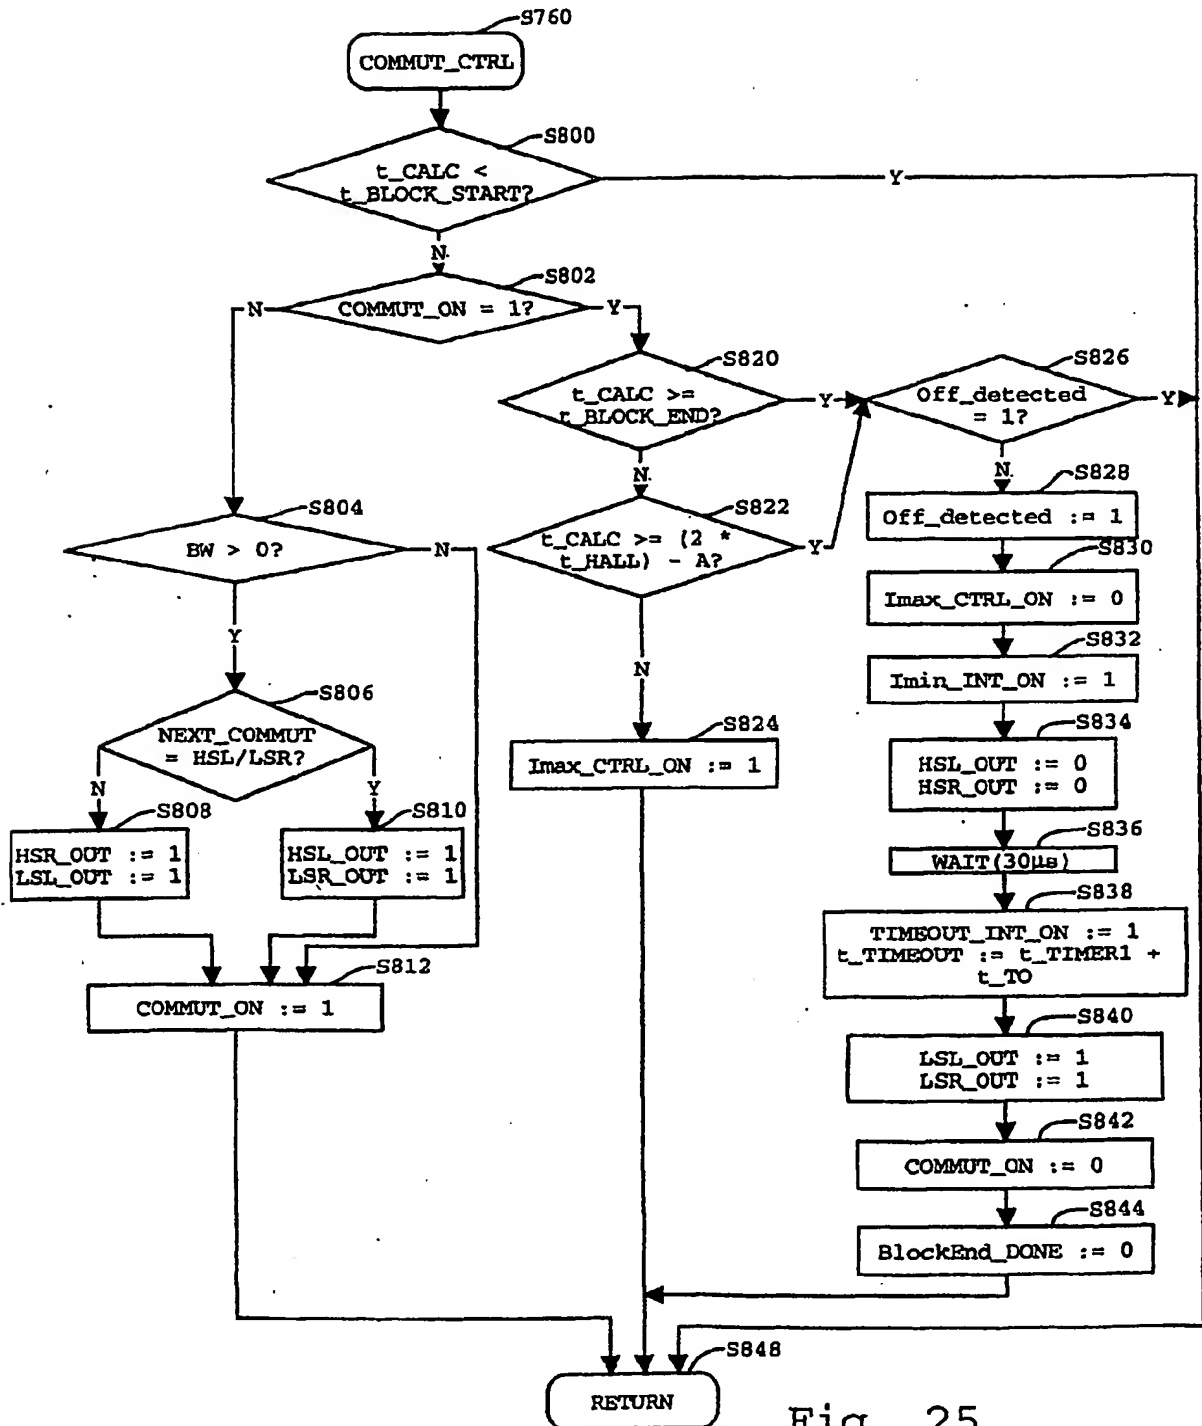 S760
COMMUT_CTRL
S800
t_CALC <
t_BLOCK_START?
Y
N
S802
COMMUT_ON = 1?
N
Y
S820
t_CALC >=
t_BLOCK_END?
Y
N
S826
Off_detected
= 1?
Y
N
S804
BW > 0?
N
Y
S822
t_CALC >= (2 *
t_HALL) - A?
Y
N
S828
Off_detected := 1
S830
Imax_CTRL_ON := 0
S832
Imin_INT_ON := 1
S806
NEXT_COMMUT
= HSL/LSR?
N
Y
S824
Imax_CTRL_ON := 1
S834
HSL_OUT := 0
HSR_OUT := 0
S808
HSR_OUT := 1
LSL_OUT := 1
S810
HSL_OUT := 1
LSR_OUT := 1
S836
WAIT(30µs)
S838
TIMEOUT_INT_ON := 1
t_TIMEOUT := t_TIMER1 +
t_TO
S812
COMMUT_ON := 1
S840
LSL_OUT := 1
LSR_OUT := 1
S842
COMMUT_ON := 0
S844
BlockEnd_DONE := 0
S848
RETURN
Fig. 25